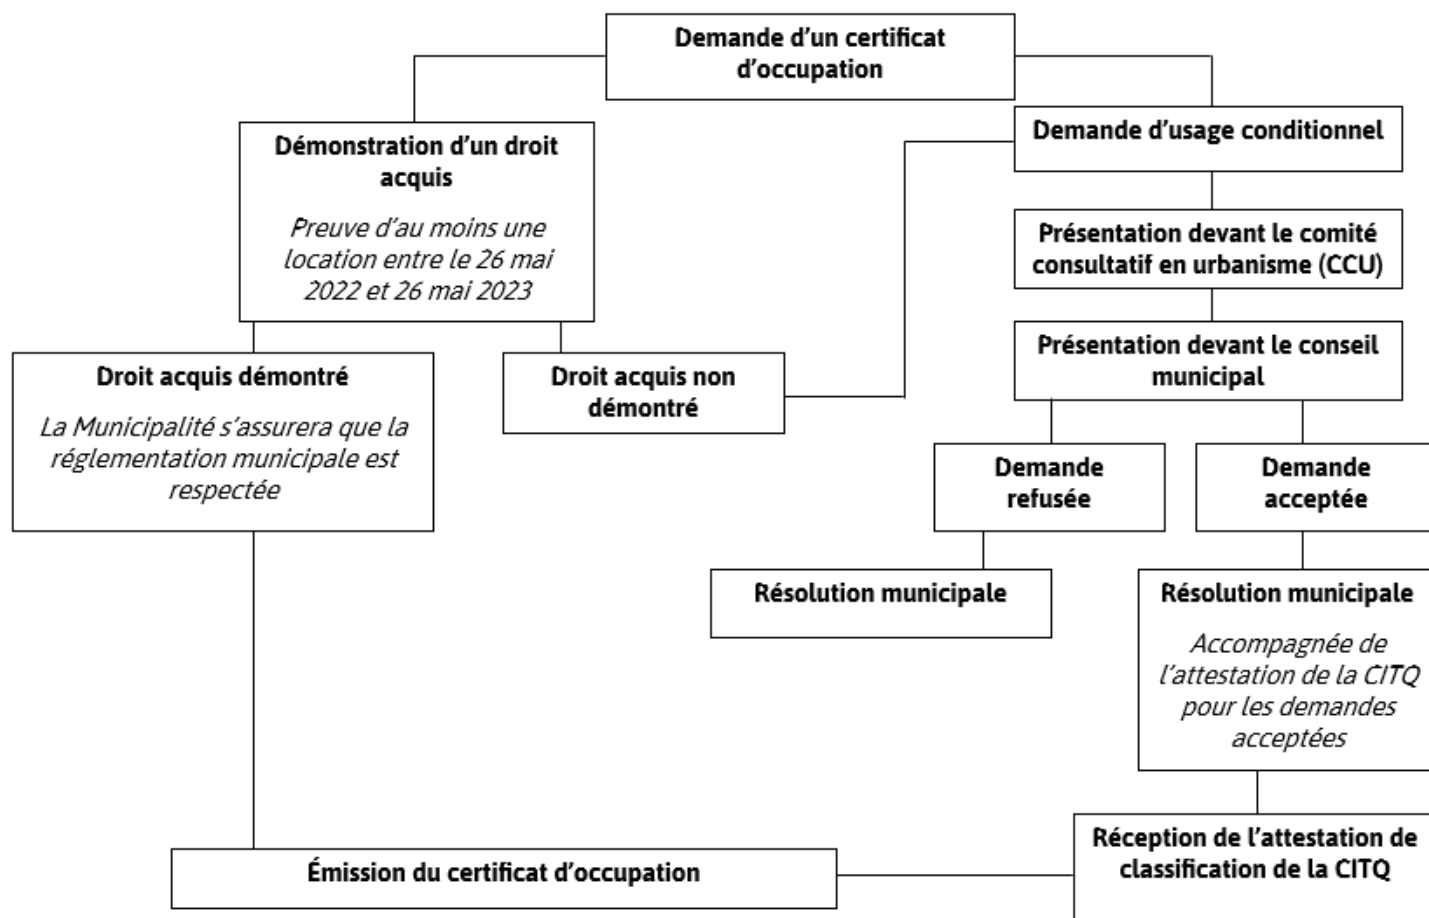 Demande d'un certificat
d'occupation
Démonstration d'un droit
acquis
Preuve d'au moins une
location entre le 26 mai
2022 et 26 mai 2023
Demande d'usage conditionnel
Présentation devant le comité
consultatif en urbanisme (CCU)
Présentation devant le conseil
municipal
Droit acquis démontré
La Municipalité s'assurera que la
réglementation municipale est
respectée
Droit acquis non
démontré
Demande
refusée
Demande
acceptée
Résolution municipale
Résolution municipale
Accompagnée de
l'attestation de la CITQ
pour les demandes
acceptées
Réception de l'attestation de
classification de la CITQ
Émission du certificat d'occupation